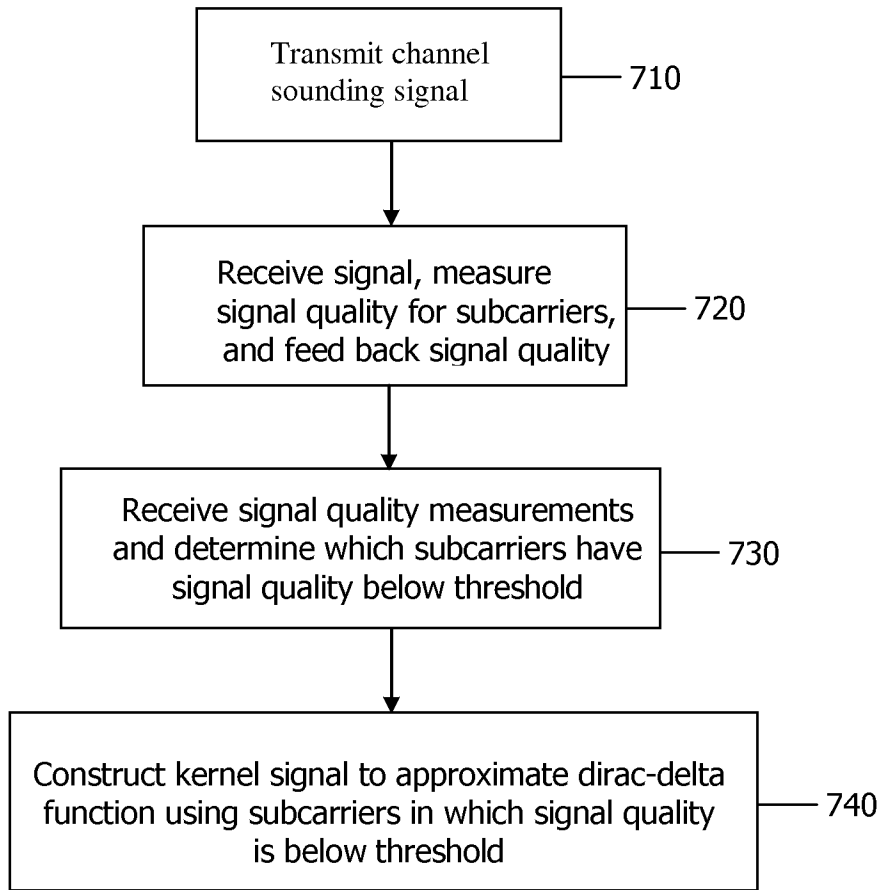 Transmit channel
sounding signal
710
Receive signal, measure
signal quality for subcarriers,
and feed back signal quality
720
Receive signal quality measurements
and determine which subcarriers have
signal quality below threshold
730
Construct kernel signal to approximate dirac-delta
function using subcarriers in which signal quality
is below threshold
740